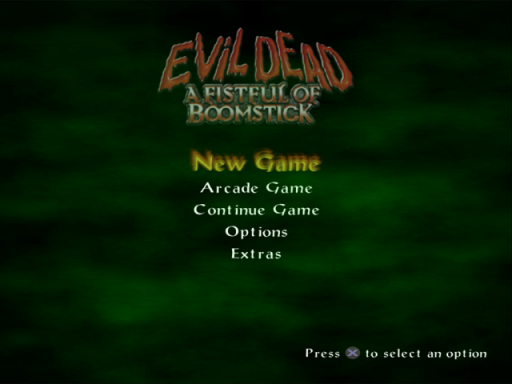 EVIL DEAD
A FISTFUL OF
BOOMSTICK
New Game
Arcade Game
Continue Game
Options
Extras
Press ⓧ to select an option